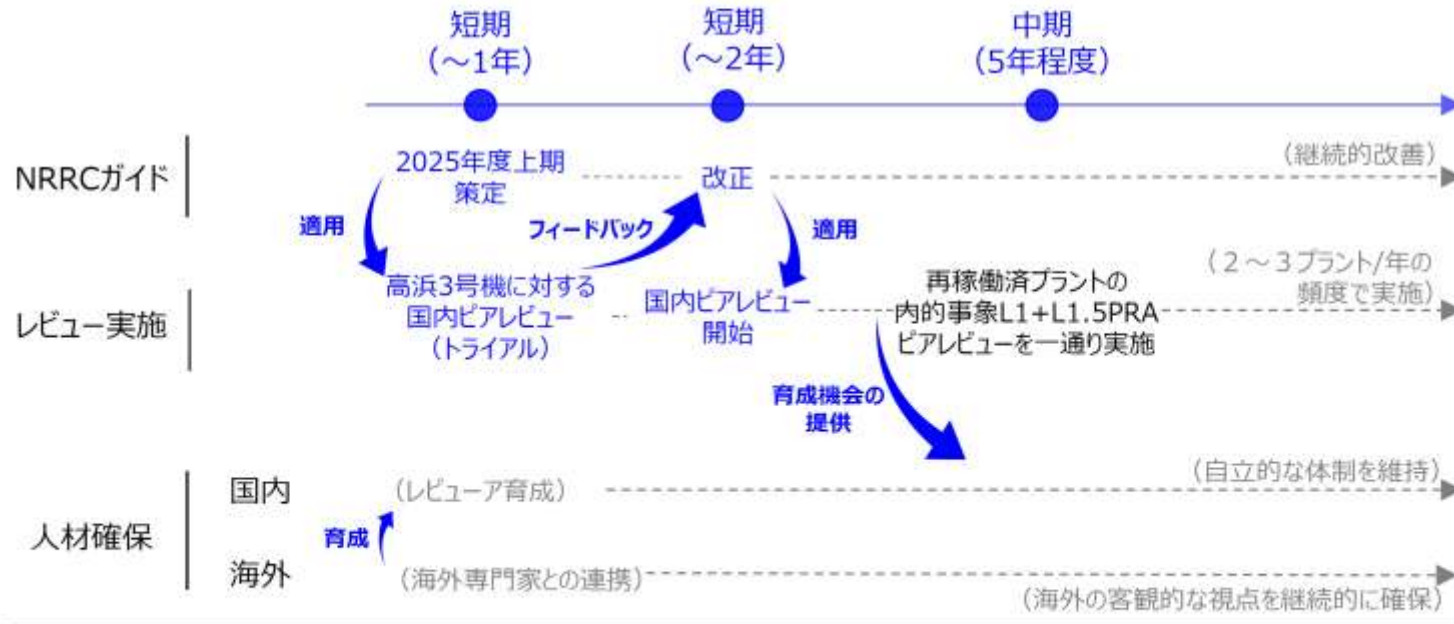 短期
(~1年)
短期
(~2年)
中期
(5年程度)
NRRCガイド
2025年度上期
策定
改正
(継続的改善)
適用
フィードバック
適用
レビュー実施
高浜3号機に対する
国内ピアレビュー
(トライアル)
国内ピアレビュー
開始
再稼働済プラントの
内的事象L1+L1.5PRA
ピアレビューを一通り実施
(2~3プラント/年の
頻度で実施)
育成機会の
提供
人材確保
国内
(レビューア育成)
(自立的な体制を維持)
育成
海外
(海外専門家との連携)
(海外の客観的な視点を継続的に確保)